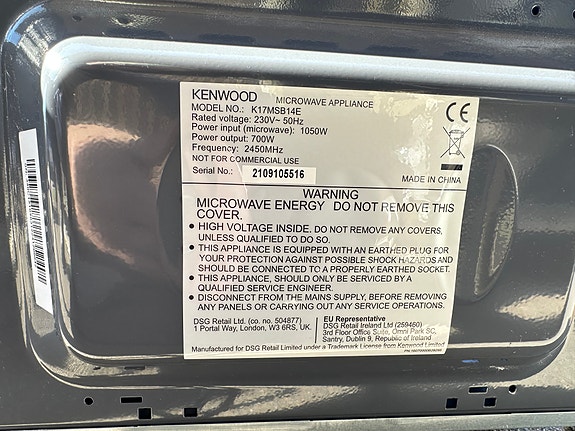 KENWOOD MICROWAVE APPLIANCE
MODEL NO.: K17MSB14E
Rated voltage: 230V~ 50Hz
Power input (microwave): 1050W
Power output: 700W
Frequency: 2450MHz
NOT FOR COMMERCIAL USE
Serial No.: 2109105516
CE
MADE IN CHINA
WARNING
MICROWAVE ENERGY DO NOT REMOVE THIS
COVER.
• HIGH VOLTAGE INSIDE. DO NOT REMOVE ANY COVERS,
UNLESS QUALIFIED TO DO SO.
• THIS APPLIANCE IS EQUIPPED WITH AN EARTHED PLUG FOR
YOUR PROTECTION AGAINST POSSIBLE SHOCK HAZARDS AND
SHOULD BE CONNECTED TO A PROPERLY EARTHED SOCKET.
• THIS APPLIANCE, SHOULD ONLY BE SERVICED BY A
QUALIFIED SERVICE ENGINEER.
• DISCONNECT FROM THE MAINS SUPPLY, BEFORE REMOVING
ANY PANELS OR CARRYING OUT ANY SERVICE OPERATIONS.
DSG Retail Ltd. (co. no. 504877)
1 Portal Way, London, W3 6RS, UK
EU Representative
DSG Retail Ireland Ltd (259460)
3rd Floor Office Suite, Omni Park SC,
Santry, Dublin 9, Republic of Ireland
Manufactured for DSG Retail Limited under a Trademark License from Kenwood Limited